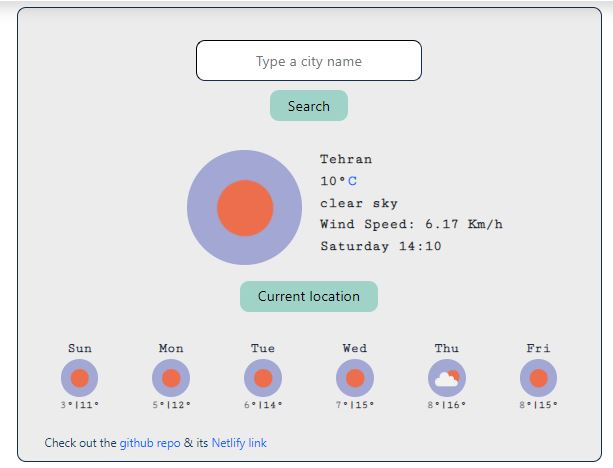 Type a city name
Search
Tehran
10°C
clear sky
Wind Speed: 6.17 Km/h
Saturday 14:10
Current location
Sun Mon Tue Wed Thu Fri
3°|11° 5°|12° 6°|14° 7°|15° 8°|16° 8°|15°
Check out the github repo & its Netlify link